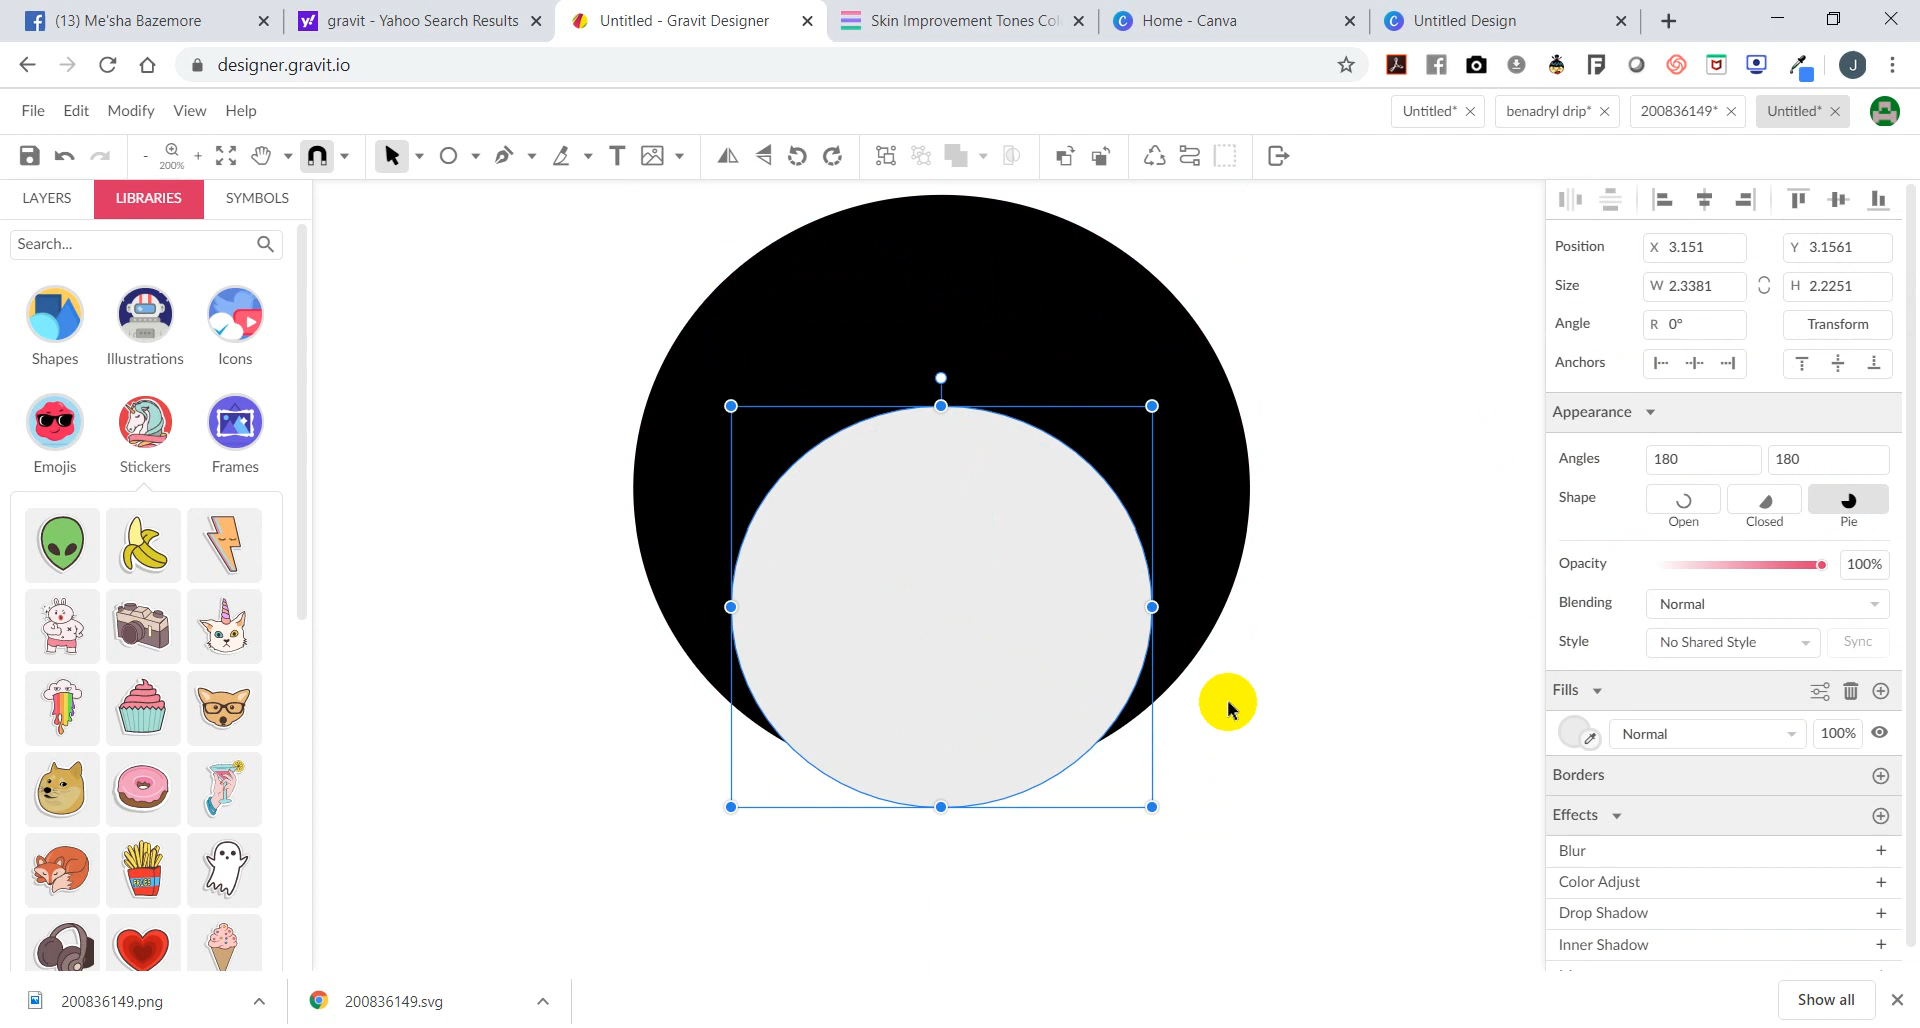 (13) Me'sha Bazemore
gravit - Yahoo Search Results
Untitled - Gravit Designer
Skin Improvement Tones Col
Home - Canva
Untitled Design
designer.gravit.io
File Edit Modify View Help
Untitled*
benadryl drip*
200836149*
Untitled*
200%
LAYERS LIBRARIES SYMBOLS
Search...
Shapes Illustrations Icons
Emojis Stickers Frames
Position X 3.151 Y 3.1561
Size W 2.3381 H 2.2251
Angle R 0° Transform
Anchors
Appearance
Angles 180 180
Shape
Open Closed Pie
Opacity 100%
Blending Normal
Style No Shared Style Sync
Fills
Normal 100%
Borders
Effects
Blur
Color Adjust
Drop Shadow
Inner Shadow
200836149.png
200836149.svg
Show all